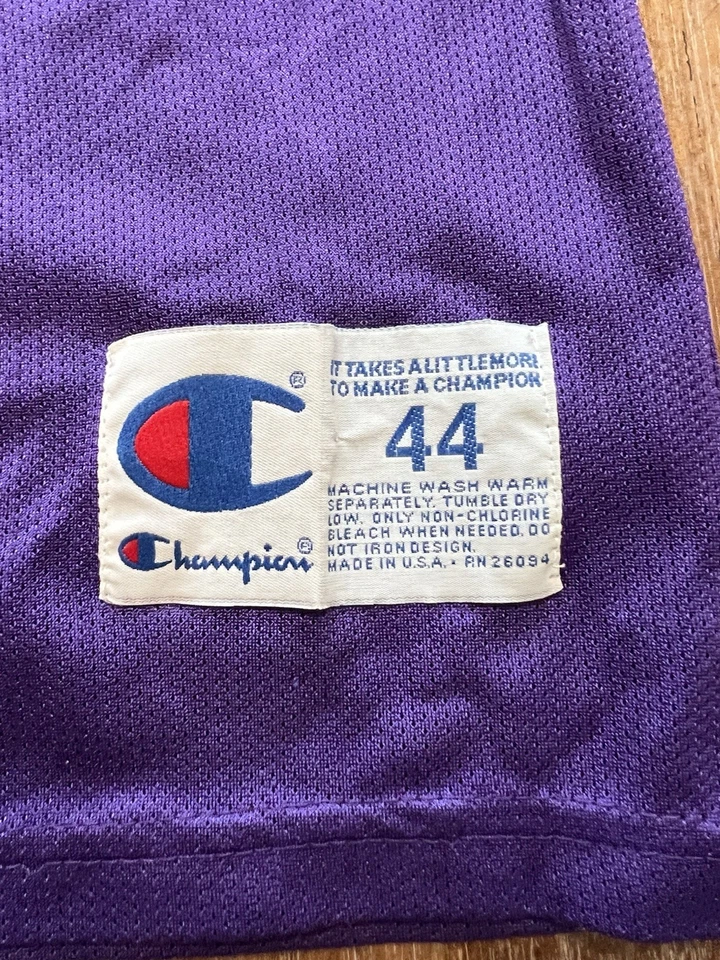 ®
Champion®
IT TAKES A LITTLE MORE
TO MAKE A CHAMPION
44
MACHINE WASH WARM
SEPARATELY. TUMBLE DRY
LOW. ONLY NON-CHLORINE
BLEACH WHEN NEEDED. DO
NOT IRON DESIGN.
MADE IN U.S.A. • RN 26094